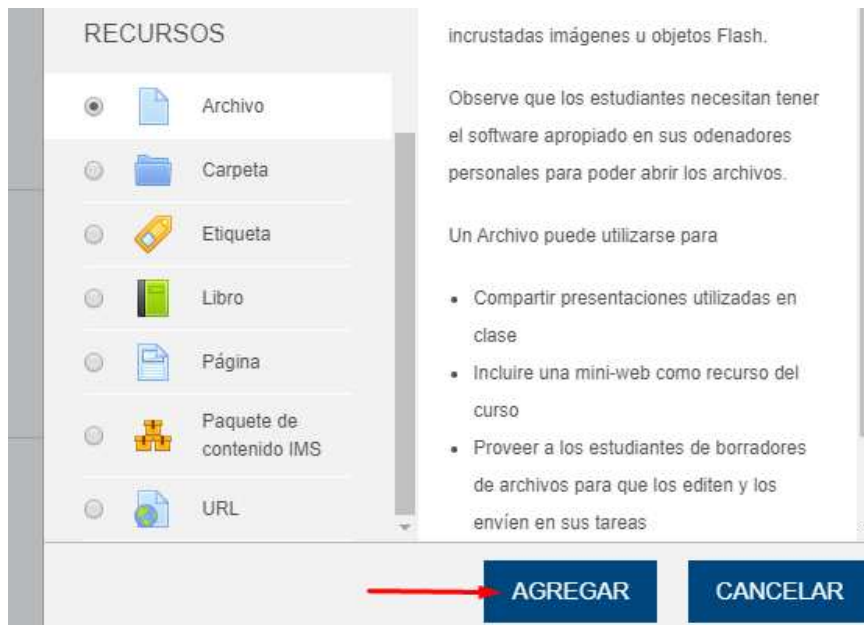 RECURSOS
Archivo
Carpeta
Etiqueta
Libro
Página
Paquete de
contenido IMS
URL
incrustadas imágenes u objetos Flash.
Observe que los estudiantes necesitan tener
el software apropiado en sus odenadores
personales para poder abrir los archivos.
Un Archivo puede utilizarse para
• Compartir presentaciones utilizadas en
clase
• Incluire una mini-web como recurso del
curso
• Proveer a los estudiantes de borradores
de archivos para que los editen y los
envíen en sus tareas
AGREGAR
CANCELAR